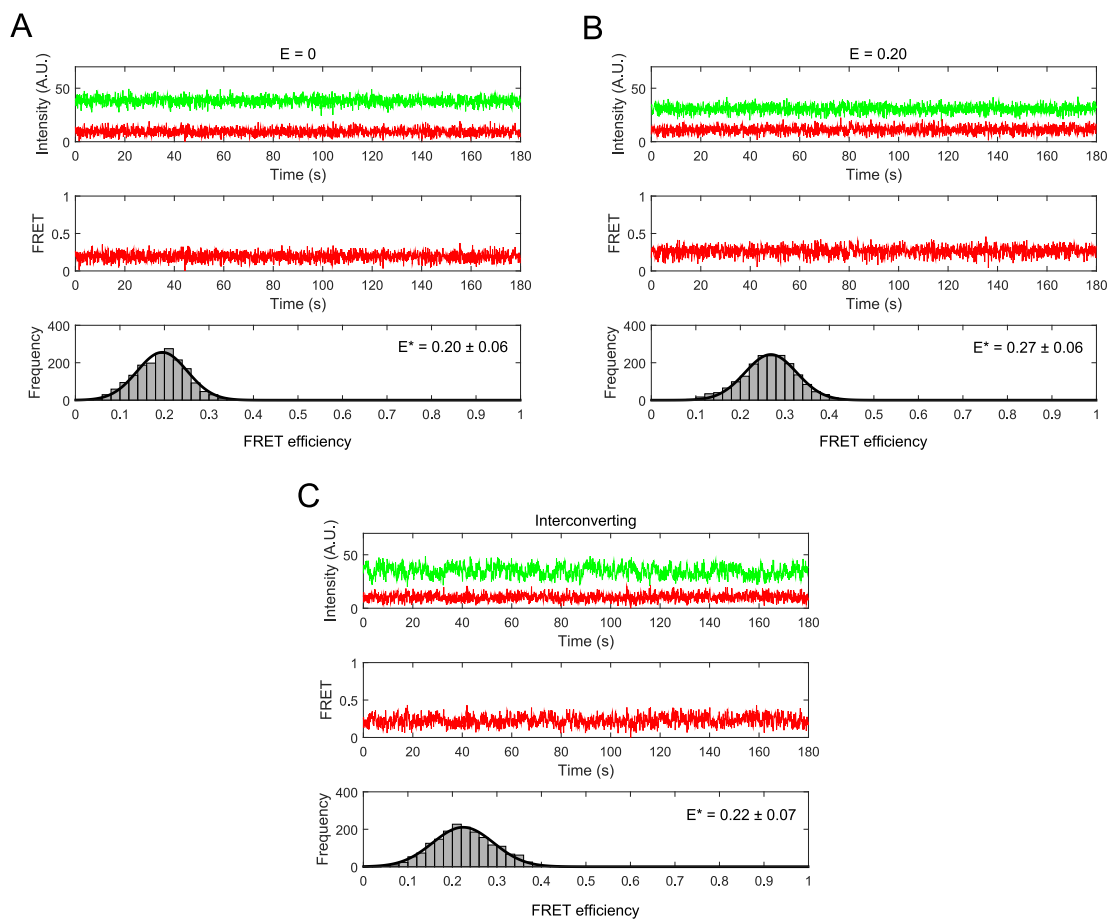 A
E = 0
Intensity (A.U.)
50
0
0 20 40 60 80 100 120 140 160 180
Time (s)
FRET
1
0.5
0
0 20 40 60 80 100 120 140 160 180
Time (s)
Frequency
400
200
0
E* = 0.20 ± 0.06
0 0.1 0.2 0.3 0.4 0.5 0.6 0.7 0.8 0.9 1
FRET efficiency
B
E = 0.20
Intensity (A.U.)
50
0
0 20 40 60 80 100 120 140 160 180
Time (s)
FRET
1
0.5
0
0 20 40 60 80 100 120 140 160 180
Time (s)
Frequency
400
200
0
E* = 0.27 ± 0.06
0 0.1 0.2 0.3 0.4 0.5 0.6 0.7 0.8 0.9 1
FRET efficiency
C
Interconverting
Intensity (A.U.)
50
0
0 20 40 60 80 100 120 140 160 180
Time (s)
FRET
1
0.5
0
0 20 40 60 80 100 120 140 160 180
Time (s)
Frequency
400
200
0
E* = 0.22 ± 0.07
0 0.1 0.2 0.3 0.4 0.5 0.6 0.7 0.8 0.9 1
FRET efficiency